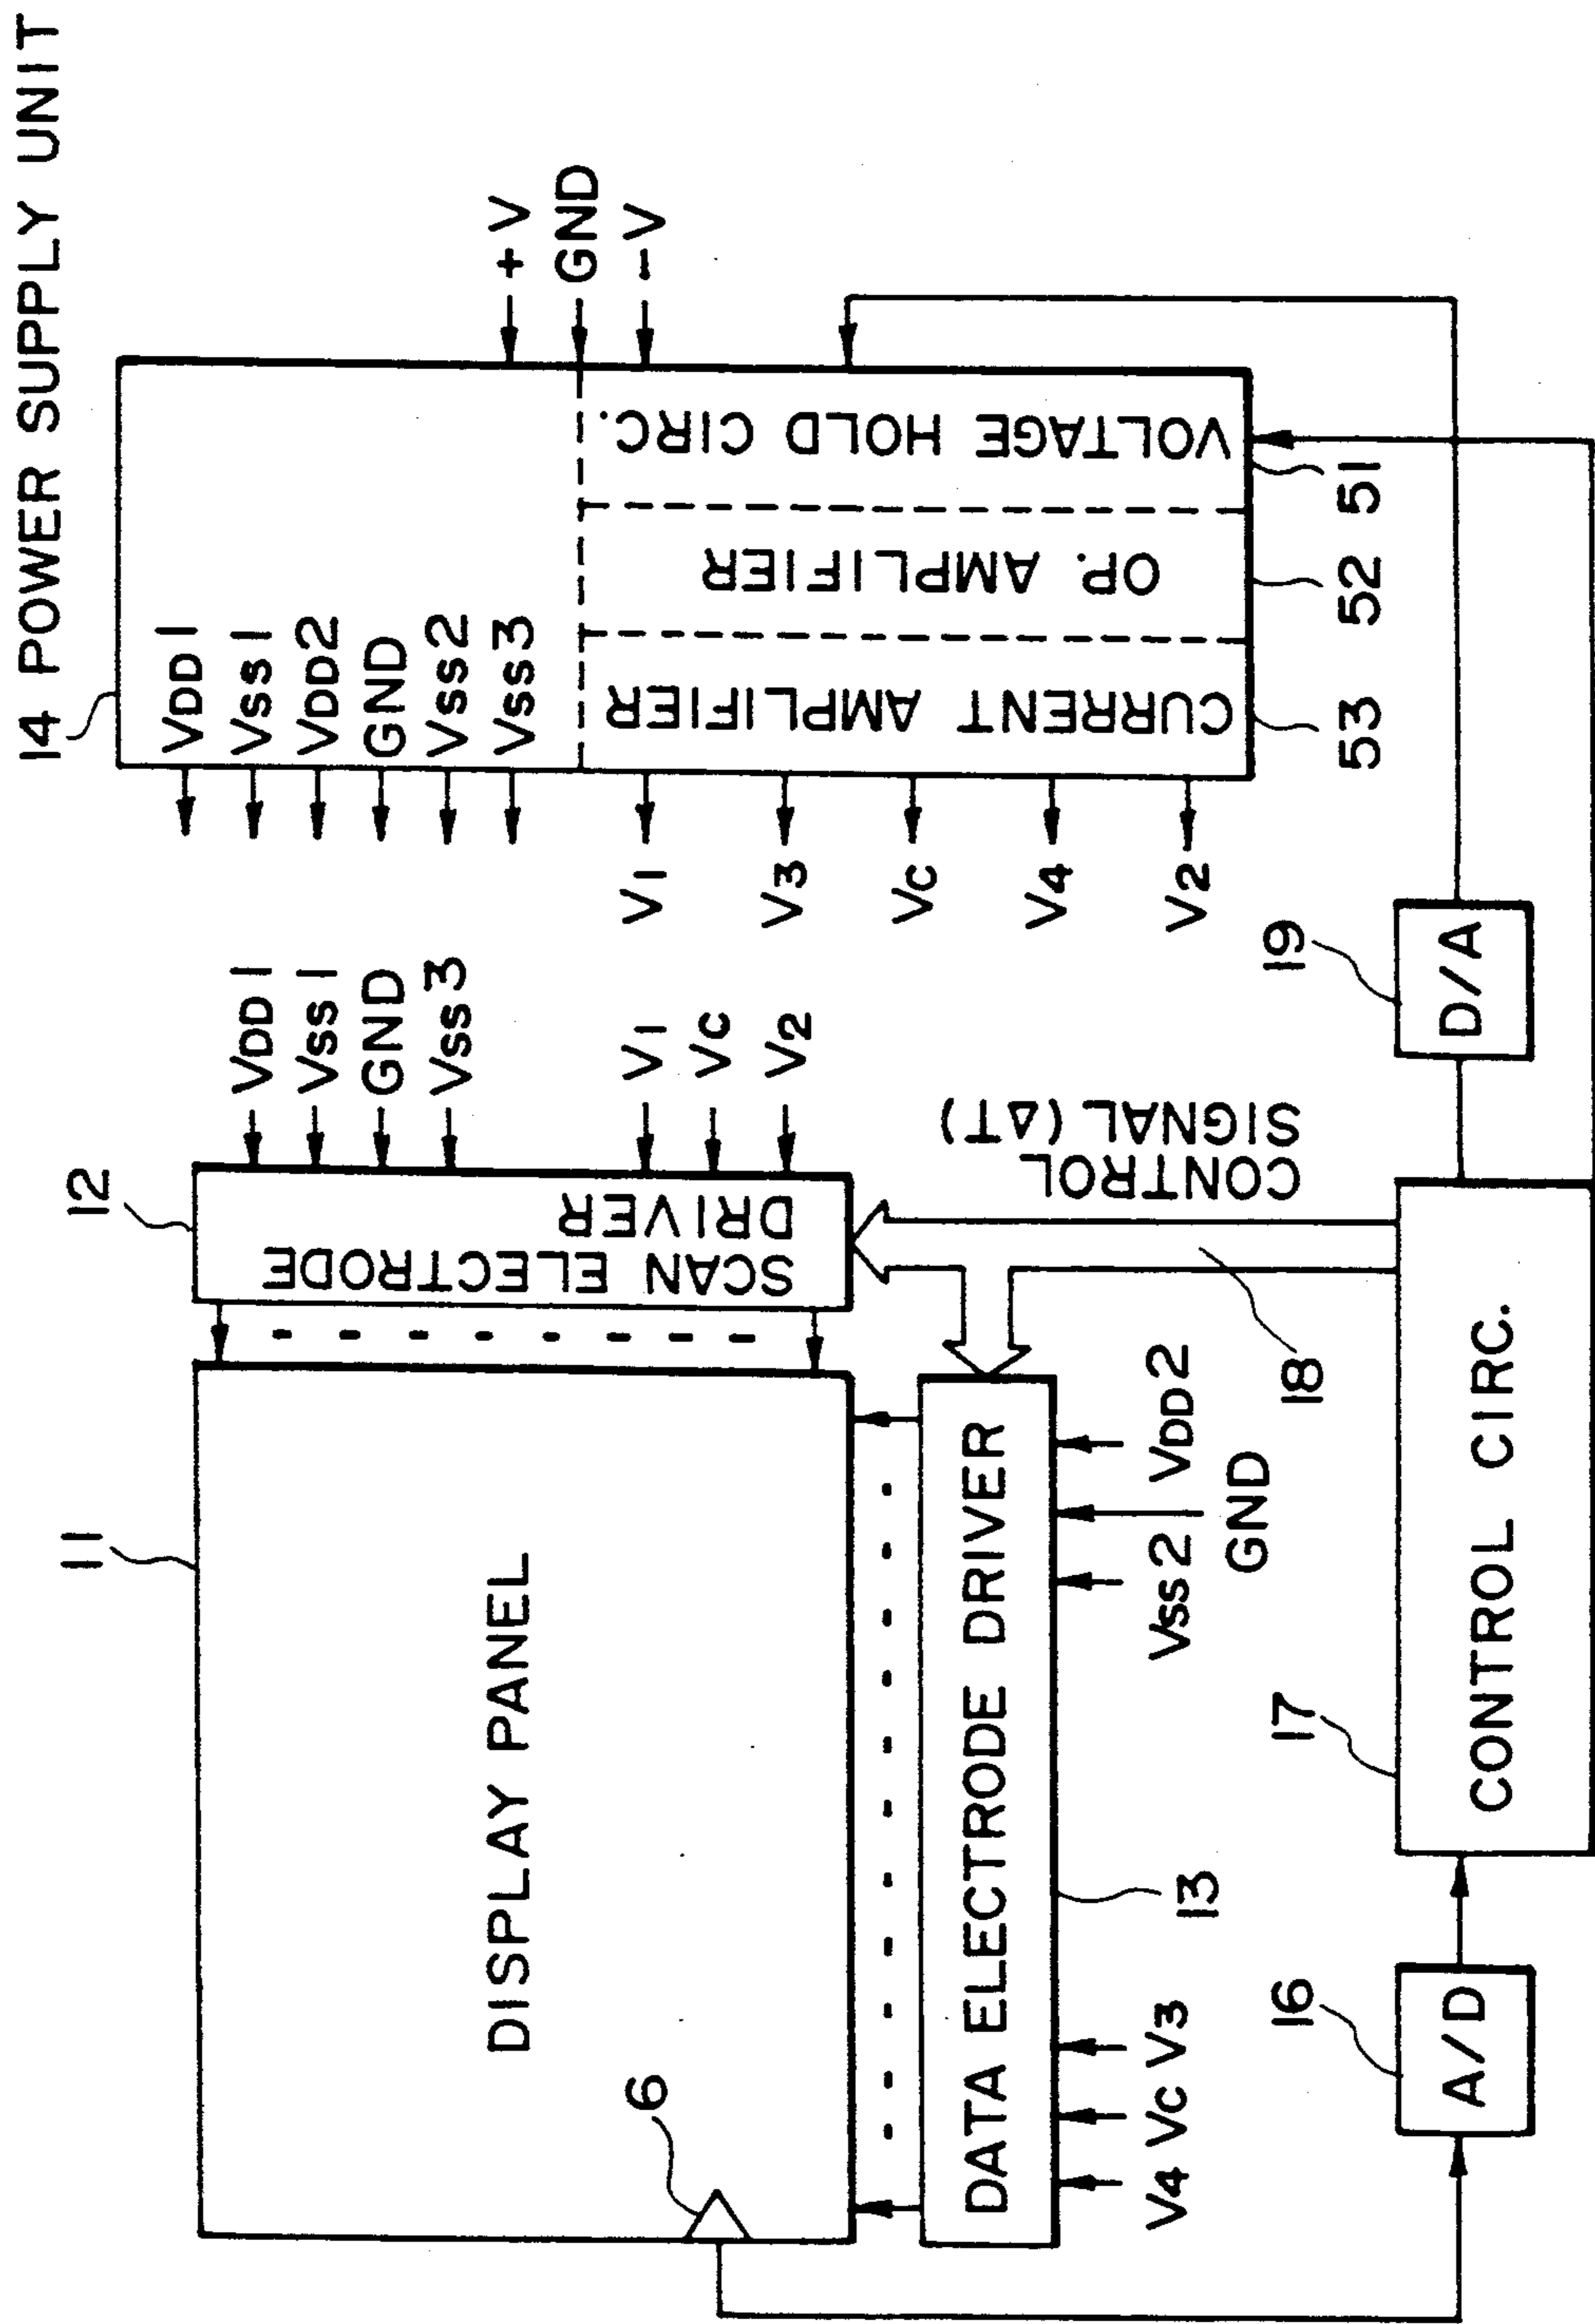 14 POWER SUPPLY UNIT
VDD1
VSS1
VDD2
GND
VSS2
VSS3
+V
GND
-V
VOLTAGE HOLD CIRC.
OP. AMPLIFIER
CURRENT AMPLIFIER
51
52
53
V1
V3
VC
V4
V2
12
VDD1
VSS1
GND
VSS3
V1
VC
V2
SCAN ELECTRODE
DRIVER
CONTROL
SIGNAL (ΔT)
19
D/A
11
DISPLAY PANEL
6
DATA ELECTRODE DRIVER
13
V4 VC V3
VSS2
GND
VDD2
18
17
CONTROL CIRC.
16
A/D